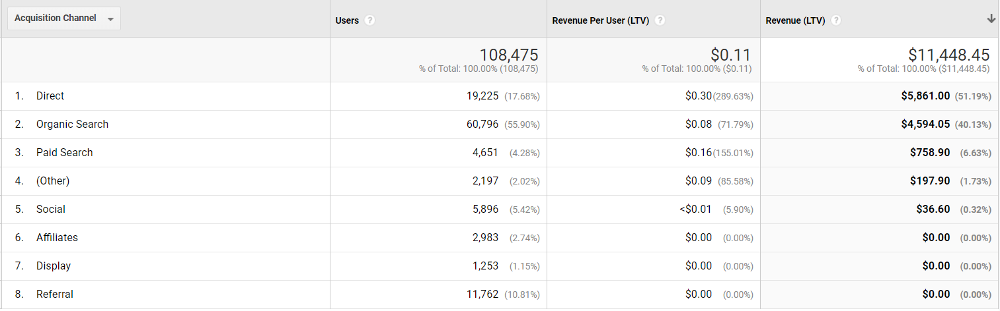 Acquisition Channel Users ? Revenue Per User (LTV) ? Revenue (LTV) ?
108,475 $0.11 $11,448.45
% of Total: 100.00% (108,475) % of Total: 100.00% ($0.11) % of Total: 100.00% ($11,448.45)
1. Direct 19,225 (17.68%) $0.30 (289.63%) $5,861.00 (51.19%)
2. Organic Search 60,796 (55.90%) $0.08 (71.79%) $4,594.05 (40.13%)
3. Paid Search 4,651 (4.28%) $0.16 (155.01%) $758.90 (6.63%)
4. (Other) 2,197 (2.02%) $0.09 (85.58%) $197.90 (1.73%)
5. Social 5,896 (5.42%) <$0.01 (5.90%) $36.60 (0.32%)
6. Affiliates 2,983 (2.74%) $0.00 (0.00%) $0.00 (0.00%)
7. Display 1,253 (1.15%) $0.00 (0.00%) $0.00 (0.00%)
8. Referral 11,762 (10.81%) $0.00 (0.00%) $0.00 (0.00%)